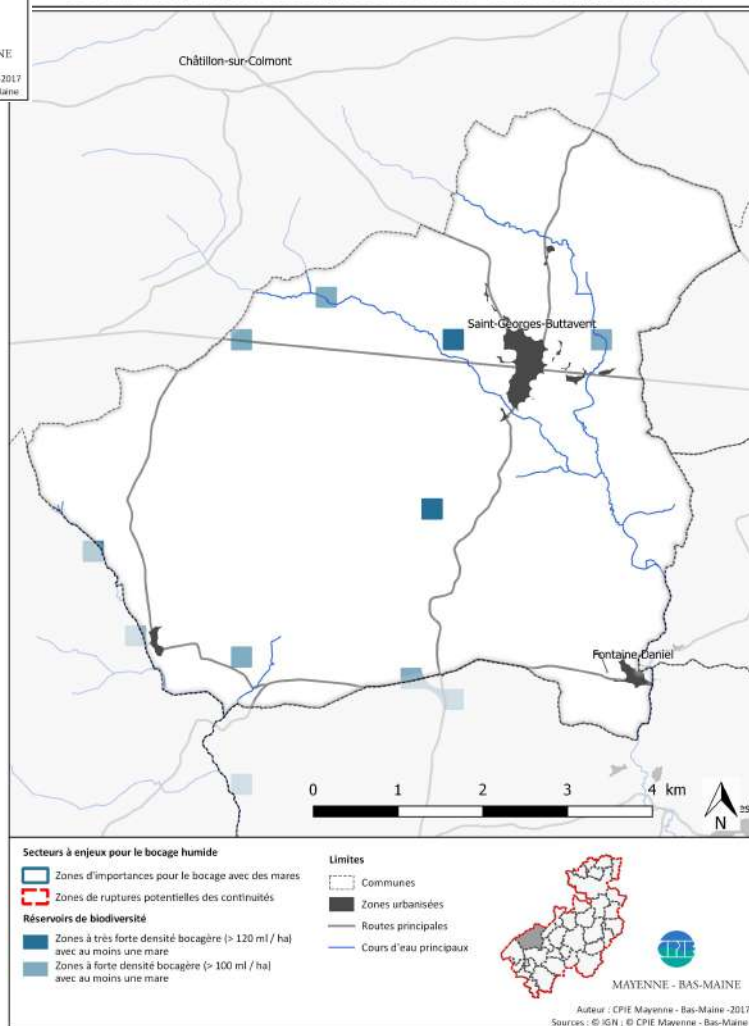 NE
-2017
Maine
Châtillon-sur-Colmont
Saint-Georges-Buttavent
Fontaine-Daniel
0 1 2 3 4 km
N
es
Secteurs à enjeux pour le bocage humide
Zones d'importances pour le bocage avec des mares
Zones de ruptures potentielles des continuités
Réservoirs de biodiversité
Zones à très forte densité bocagère (> 120 ml / ha)
avec au moins une mare
Zones à forte densité bocagère (> 100 ml / ha)
avec au moins une mare
Limites
Communes
Zones urbanisées
Routes principales
Cours d'eau principaux
CPIE
MAYENNE - BAS-MAINE
Auteur : CPIE Mayenne - Bas-Maine -2017
Sources : © IGN ; © CPIE Mayenne - Bas-Maine